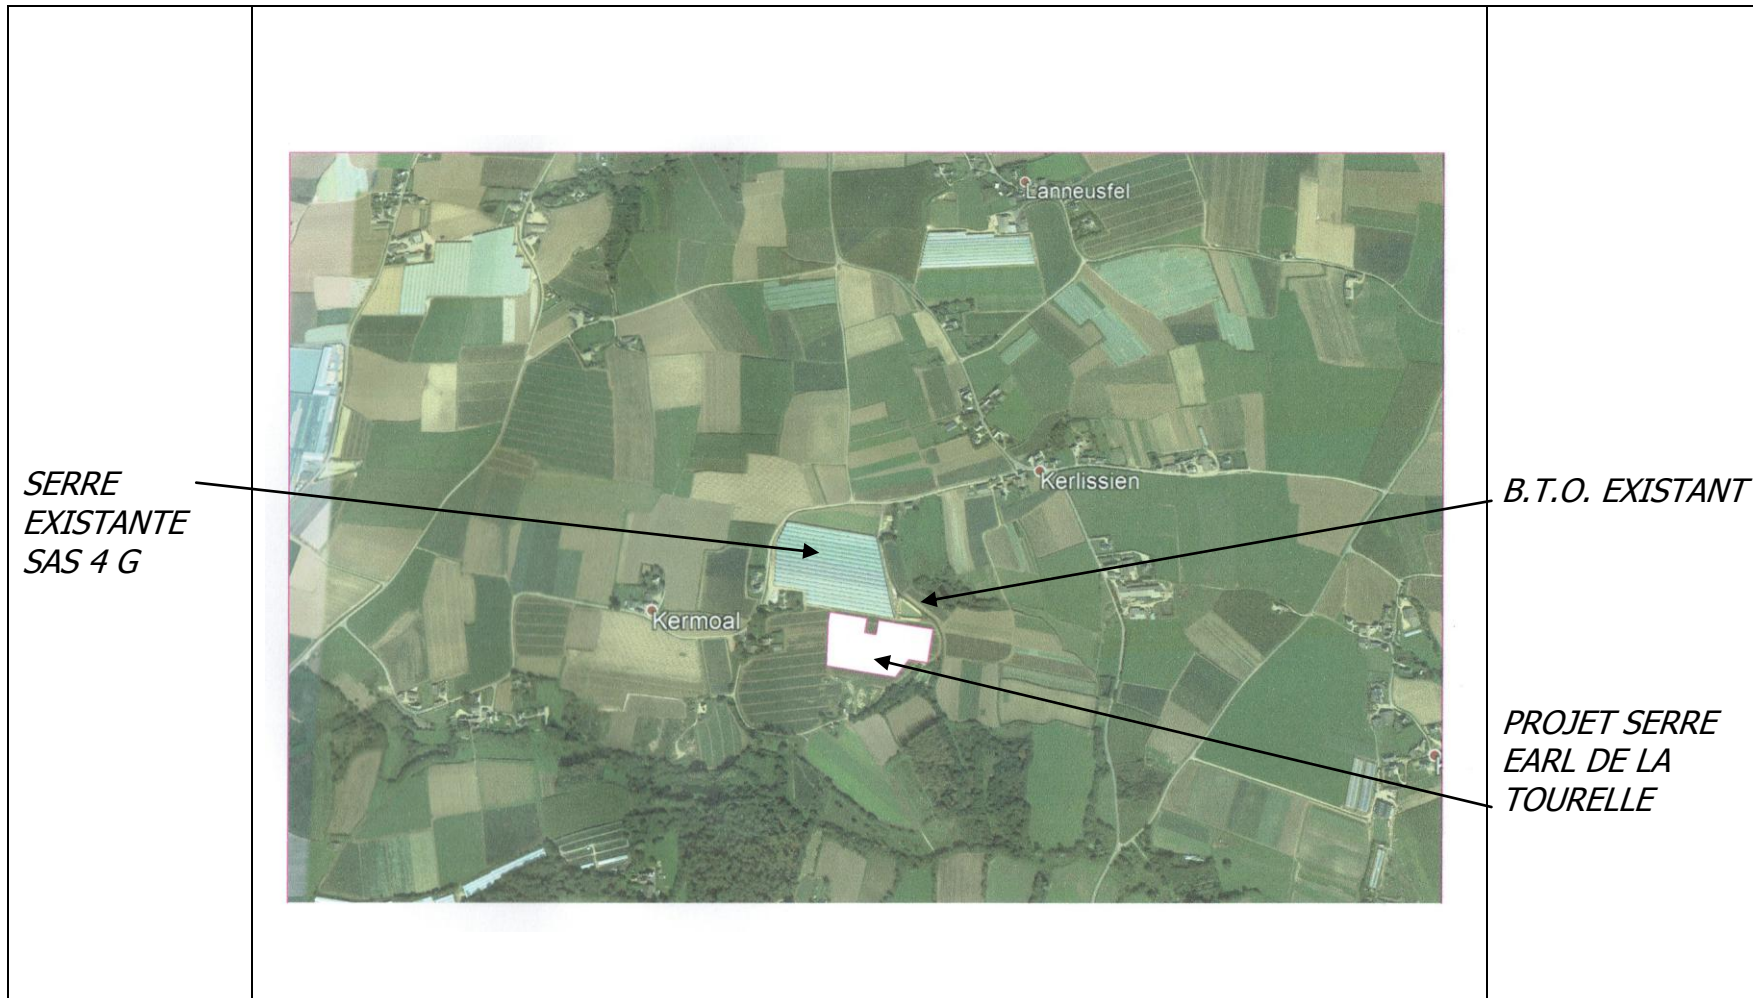 SERRE
EXISTANTE
SAS 4 G
Lanneusfel
Kerlissien
Kermoal
B.T.O. EXISTANT
PROJET SERRE
EARL DE LA
TOURELLE